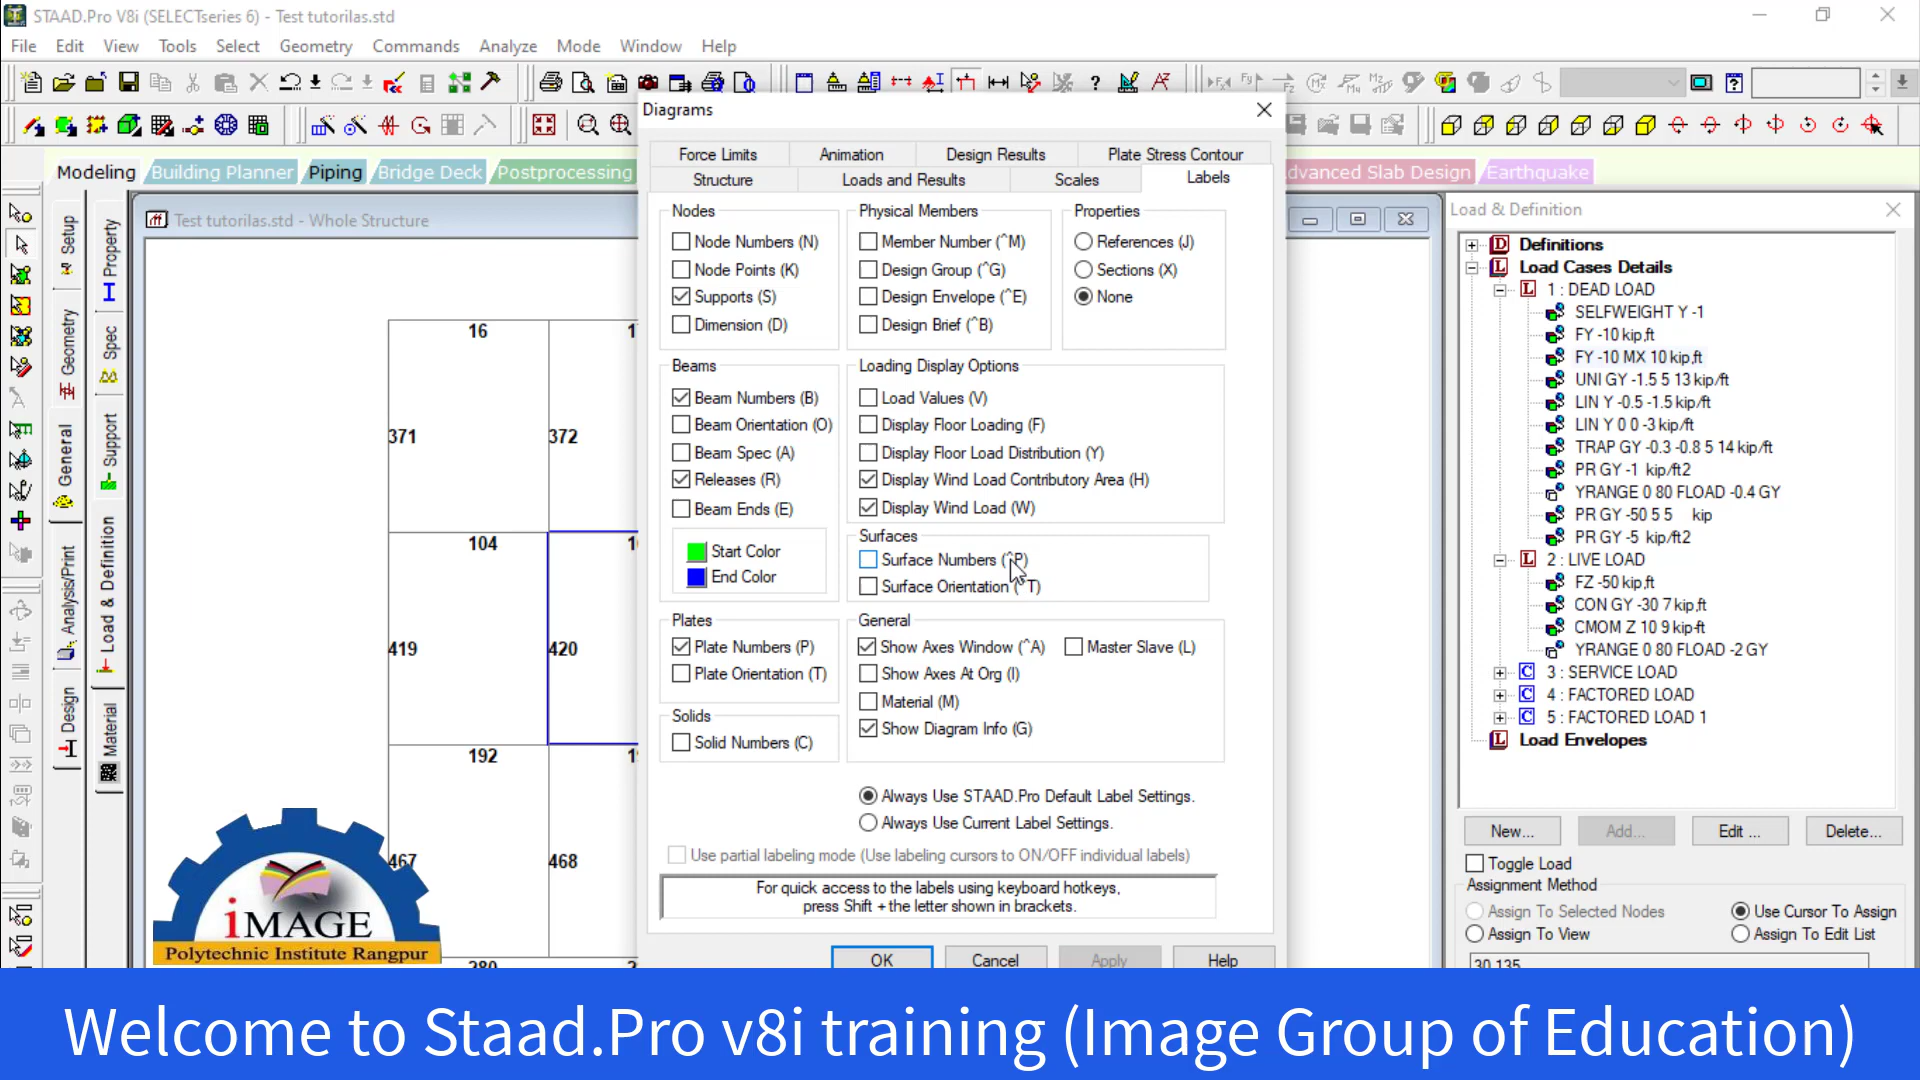 STAAD.Pro V8i (SELECTseries 6) - Test tutorilas.std
File Edit View Tools Select Geometry Commands Analyze Mode Window Help
Modeling Building Planner Piping Bridge Deck Postprocessing
Advanced Slab Design Earthquake
Setup
Geometry
General
Analysis/Print
Design
Property
Spec
Support
Load & Definition
Material
Test tutorilas.std - Whole Structure
16
371 372
104
419 420
192
467 468
280
iMAGE
Polytechnic Institute Rangpur
Diagrams
Force Limits Animation Design Results Plate Stress Contour
Structure Loads and Results Scales Labels
Nodes
Node Numbers (N)
Node Points (K)
Supports (S)
Dimension (D)
Physical Members
Member Number (^M)
Design Group (^G)
Design Envelope (^E)
Design Brief (^B)
Properties
References (J)
Sections (X)
None
Beams
Beam Numbers (B)
Beam Orientation (O)
Beam Spec (A)
Releases (R)
Beam Ends (E)
Start Color
End Color
Loading Display Options
Load Values (V)
Display Floor Loading (F)
Display Floor Load Distribution (Y)
Display Wind Load Contributory Area (H)
Display Wind Load (W)
Surfaces
Surface Numbers (^P)
Surface Orientation (^T)
Plates
Plate Numbers (P)
Plate Orientation (T)
Solids
Solid Numbers (C)
General
Show Axes Window (^A) Master Slave (L)
Show Axes At Org (I)
Material (M)
Show Diagram Info (G)
Always Use STAAD.Pro Default Label Settings.
Always Use Current Label Settings.
Use partial labeling mode (Use labeling cursors to ON/OFF individual labels)
For quick access to the labels using keyboard hotkeys,
press Shift + the letter shown in brackets.
OK Cancel Apply Help
Load & Definition
Definitions
Load Cases Details
1 : DEAD LOAD
SELFWEIGHT Y -1
FY -10 kip,ft
FY -10 MX 10 kip,ft
UNI GY -1.5 5 13 kip/ft
LIN Y -0.5 -1.5 kip/ft
LIN Y 0 0 -3 kip/ft
TRAP GY -0.3 -0.8 5 14 kip/ft
PR GY -1 kip/ft2
YRANGE 0 80 FLOAD -0.4 GY
PR GY -50 5 5 kip
PR GY -5 kip/ft2
2 : LIVE LOAD
FZ -50 kip,ft
CON GY -30 7 kip,ft
CMOM Z 10 9 kip-ft
YRANGE 0 80 FLOAD -2 GY
3 : SERVICE LOAD
4 : FACTORED LOAD
5 : FACTORED LOAD 1
Load Envelopes
New... Add... Edit ... Delete...
Toggle Load
Assignment Method
Assign To Selected Nodes Use Cursor To Assign
Assign To View Assign To Edit List
30 135
Welcome to Staad.Pro v8i training (Image Group of Education)